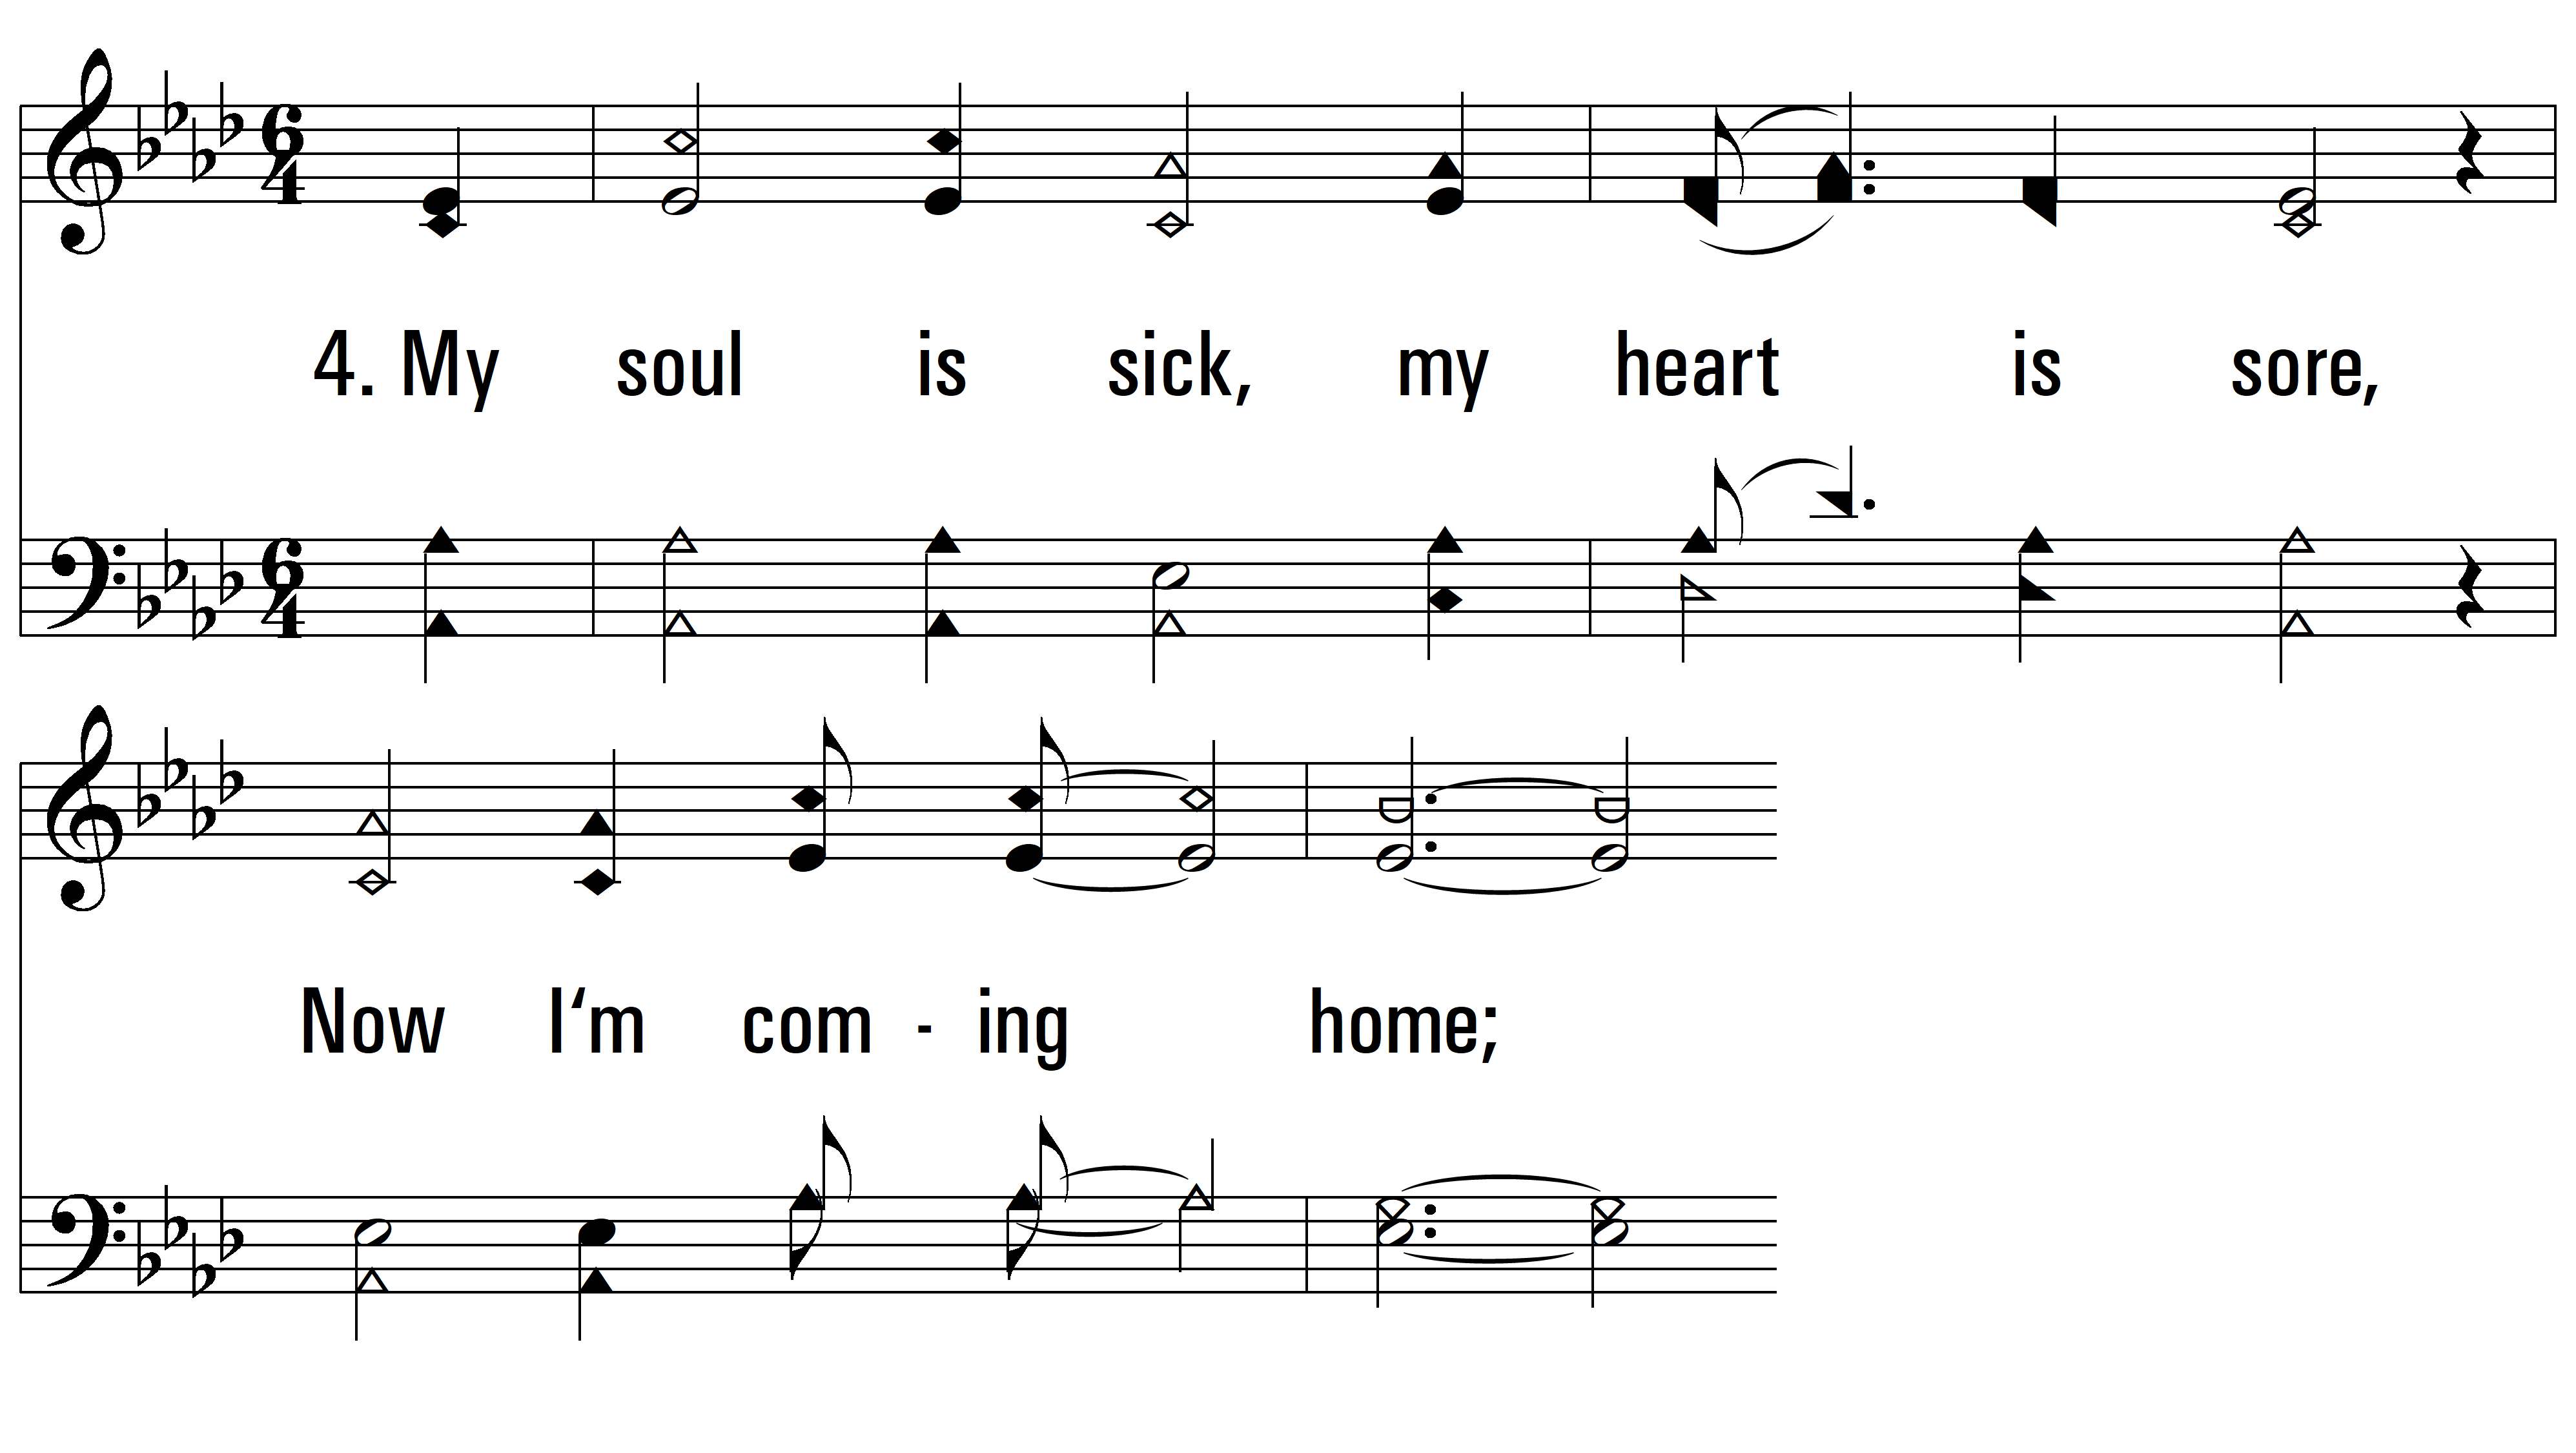 4. My soul is sick, my heart is sore,
Now I‘m com - ing home;